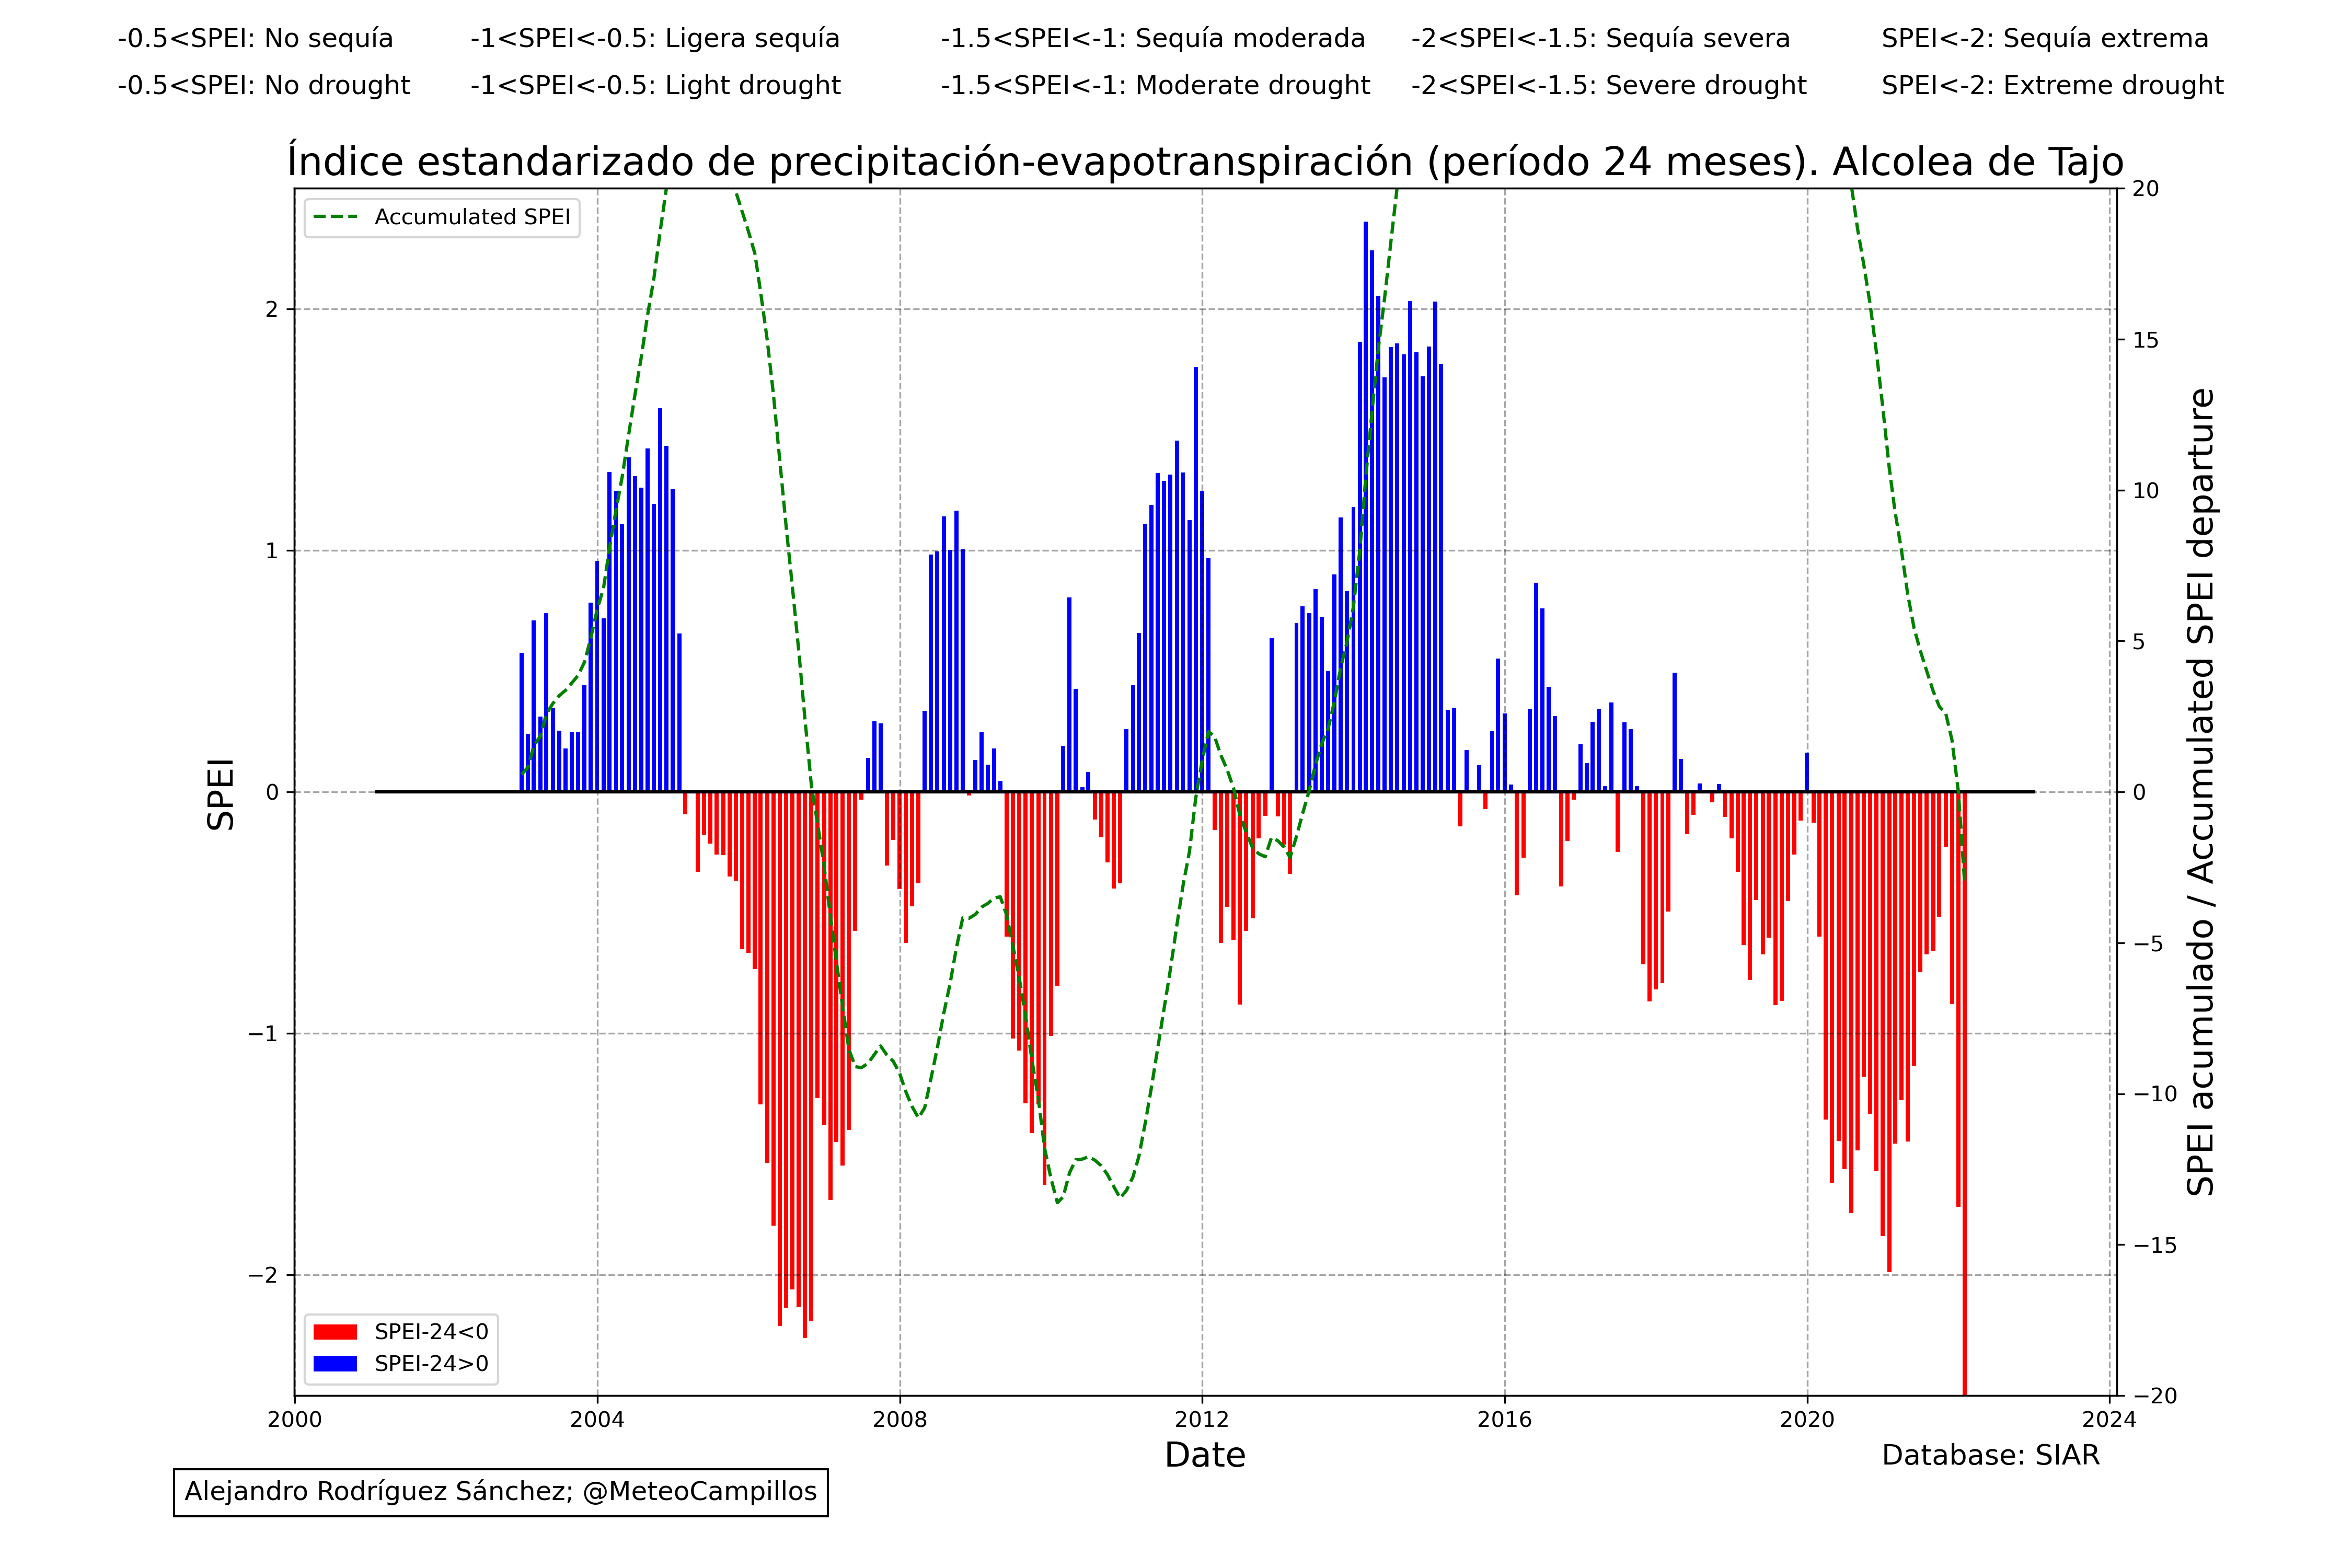 -0.5<SPEI: No sequía -1<SPEI<-0.5: Ligera sequía -1.5<SPEI<-1: Sequía moderada -2<SPEI<-1.5: Sequía severa SPEI<-2: Sequía extrema
-0.5<SPEI: No drought -1<SPEI<-0.5: Light drought -1.5<SPEI<-1: Moderate drought -2<SPEI<-1.5: Severe drought SPEI<-2: Extreme drought
Índice estandarizado de precipitación-evapotranspiración (período 24 meses). Alcolea de Tajo
Accumulated SPEI
SPEI
2
1
0
−1
−2
20
15
10
5
0
−5
−10
−15
−20
SPEI acumulado / Accumulated SPEI departure
SPEI-24<0
SPEI-24>0
2000 2004 2008 2012 2016 2020 2024
Date
Database: SIAR
Alejandro Rodríguez Sánchez; @MeteoCampillos